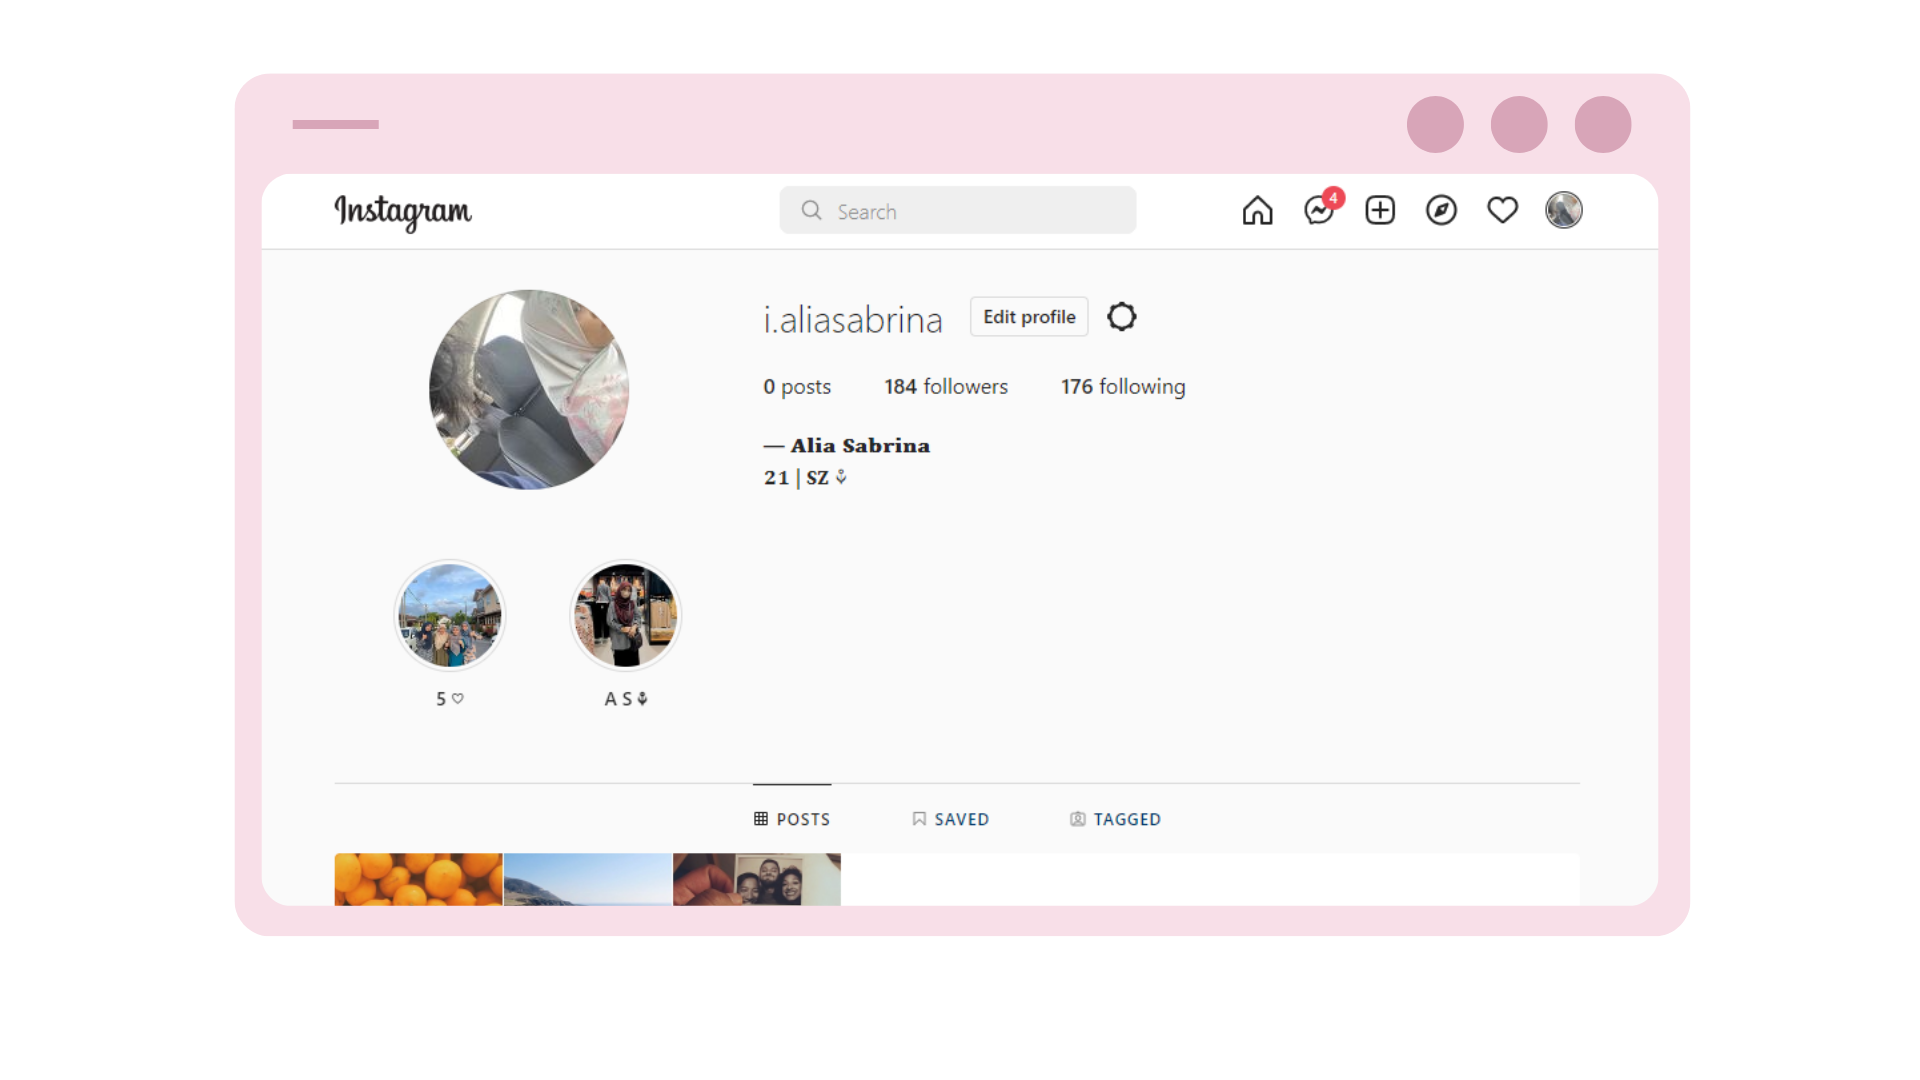 Instagram
Search
4
i.aliasabrina
Edit profile
0 posts 184 followers 176 following
— Alia Sabrina
21 | SZ ⚘
5 ♡
A S ⚘
POSTS SAVED TAGGED